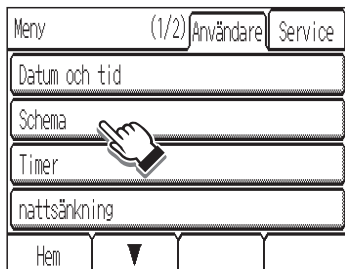 Meny (1/2) Användare Service
Datum och tid
Schema
Timer
nattsänkning
Hem ▼